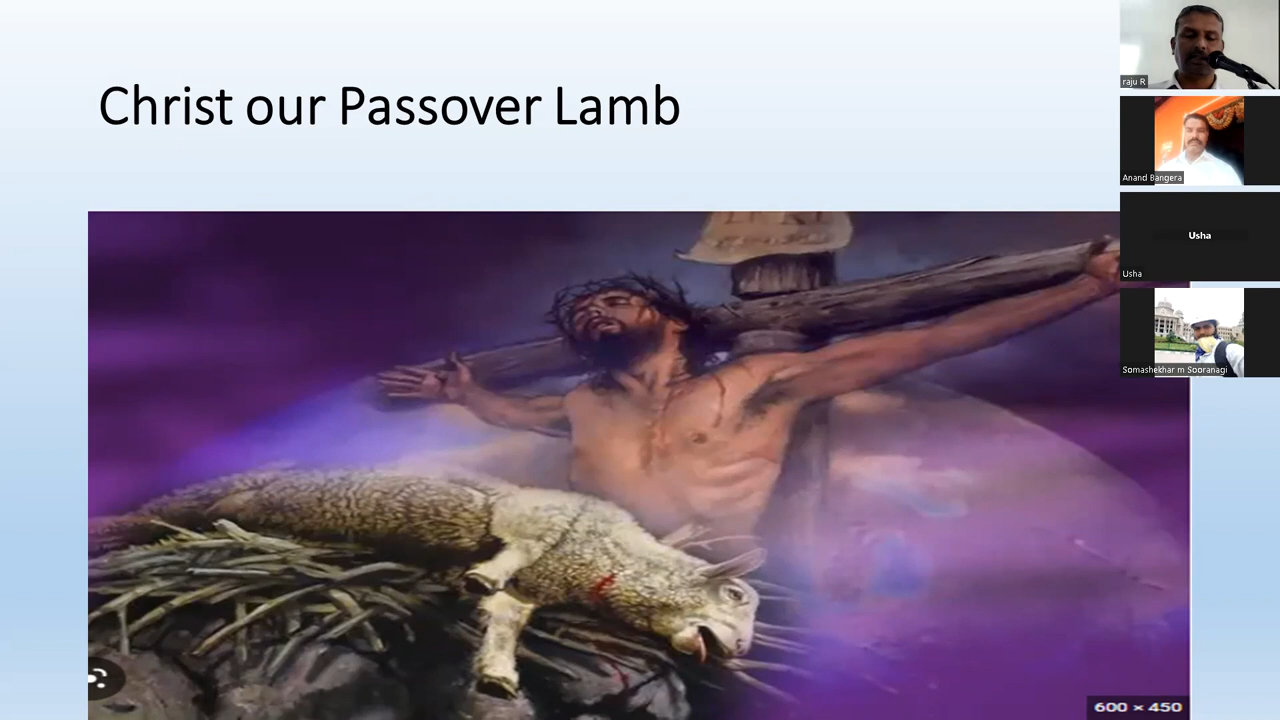 Christ our Passover Lamb
raju R
Anand Bangera
Usha
Usha
Somashekhar m Sooranagi
600 × 450